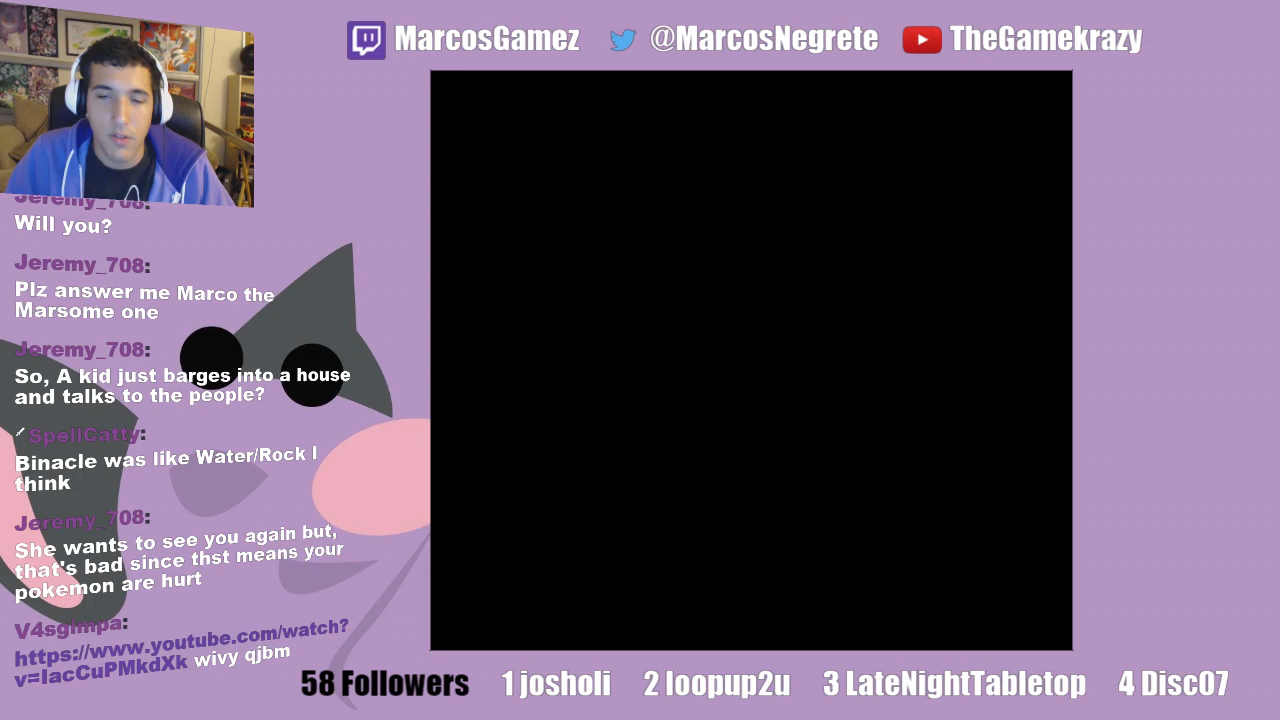 MarcosGamez @MarcosNegrete TheGamekrazy
Jeremy_708:
Will you?
Jeremy_708:
Plz answer me Marco the
Marsome one
Jeremy_708:
So, A kid just barges into a house
and talks to the people?
SpellCatty:
Binacle was like Water/Rock I
think
Jeremy_708:
She wants to see you again but,
that's bad since thst means your
pokemon are hurt
V4sgimpa:
https://www.youtube.com/watch?
v=IacCuPMkdXk wivy qjbm
58 Followers 1 josholi 2 loopup2u 3 LateNightTabletop 4 Disc07